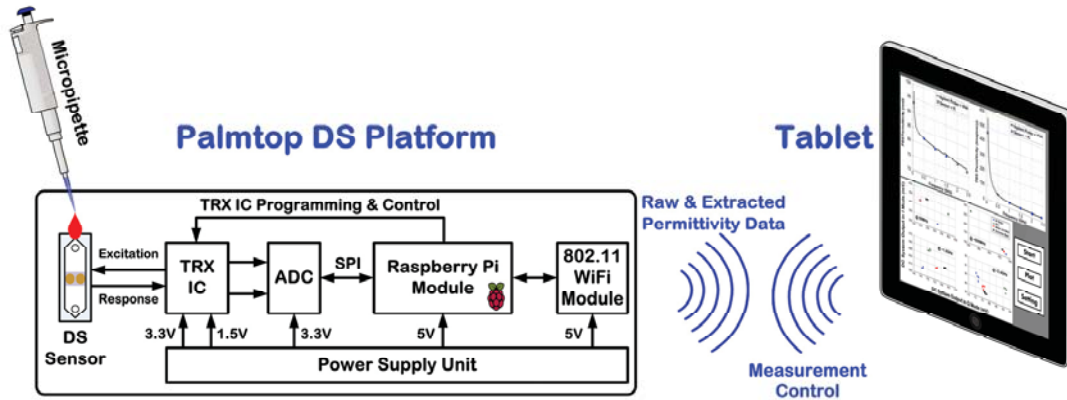 Micropipette
Palmtop DS Platform
Tablet
TRX IC Programming & Control
Raw & Extracted
Permittivity Data
Excitation
Response
TRX
IC
ADC
SPI
Raspberry Pi
Module
802.11
WiFi
Module
DS
Sensor
3.3V
1.5V
3.3V
5V
5V
Power Supply Unit
Measurement
Control
Start
Plot
Setting